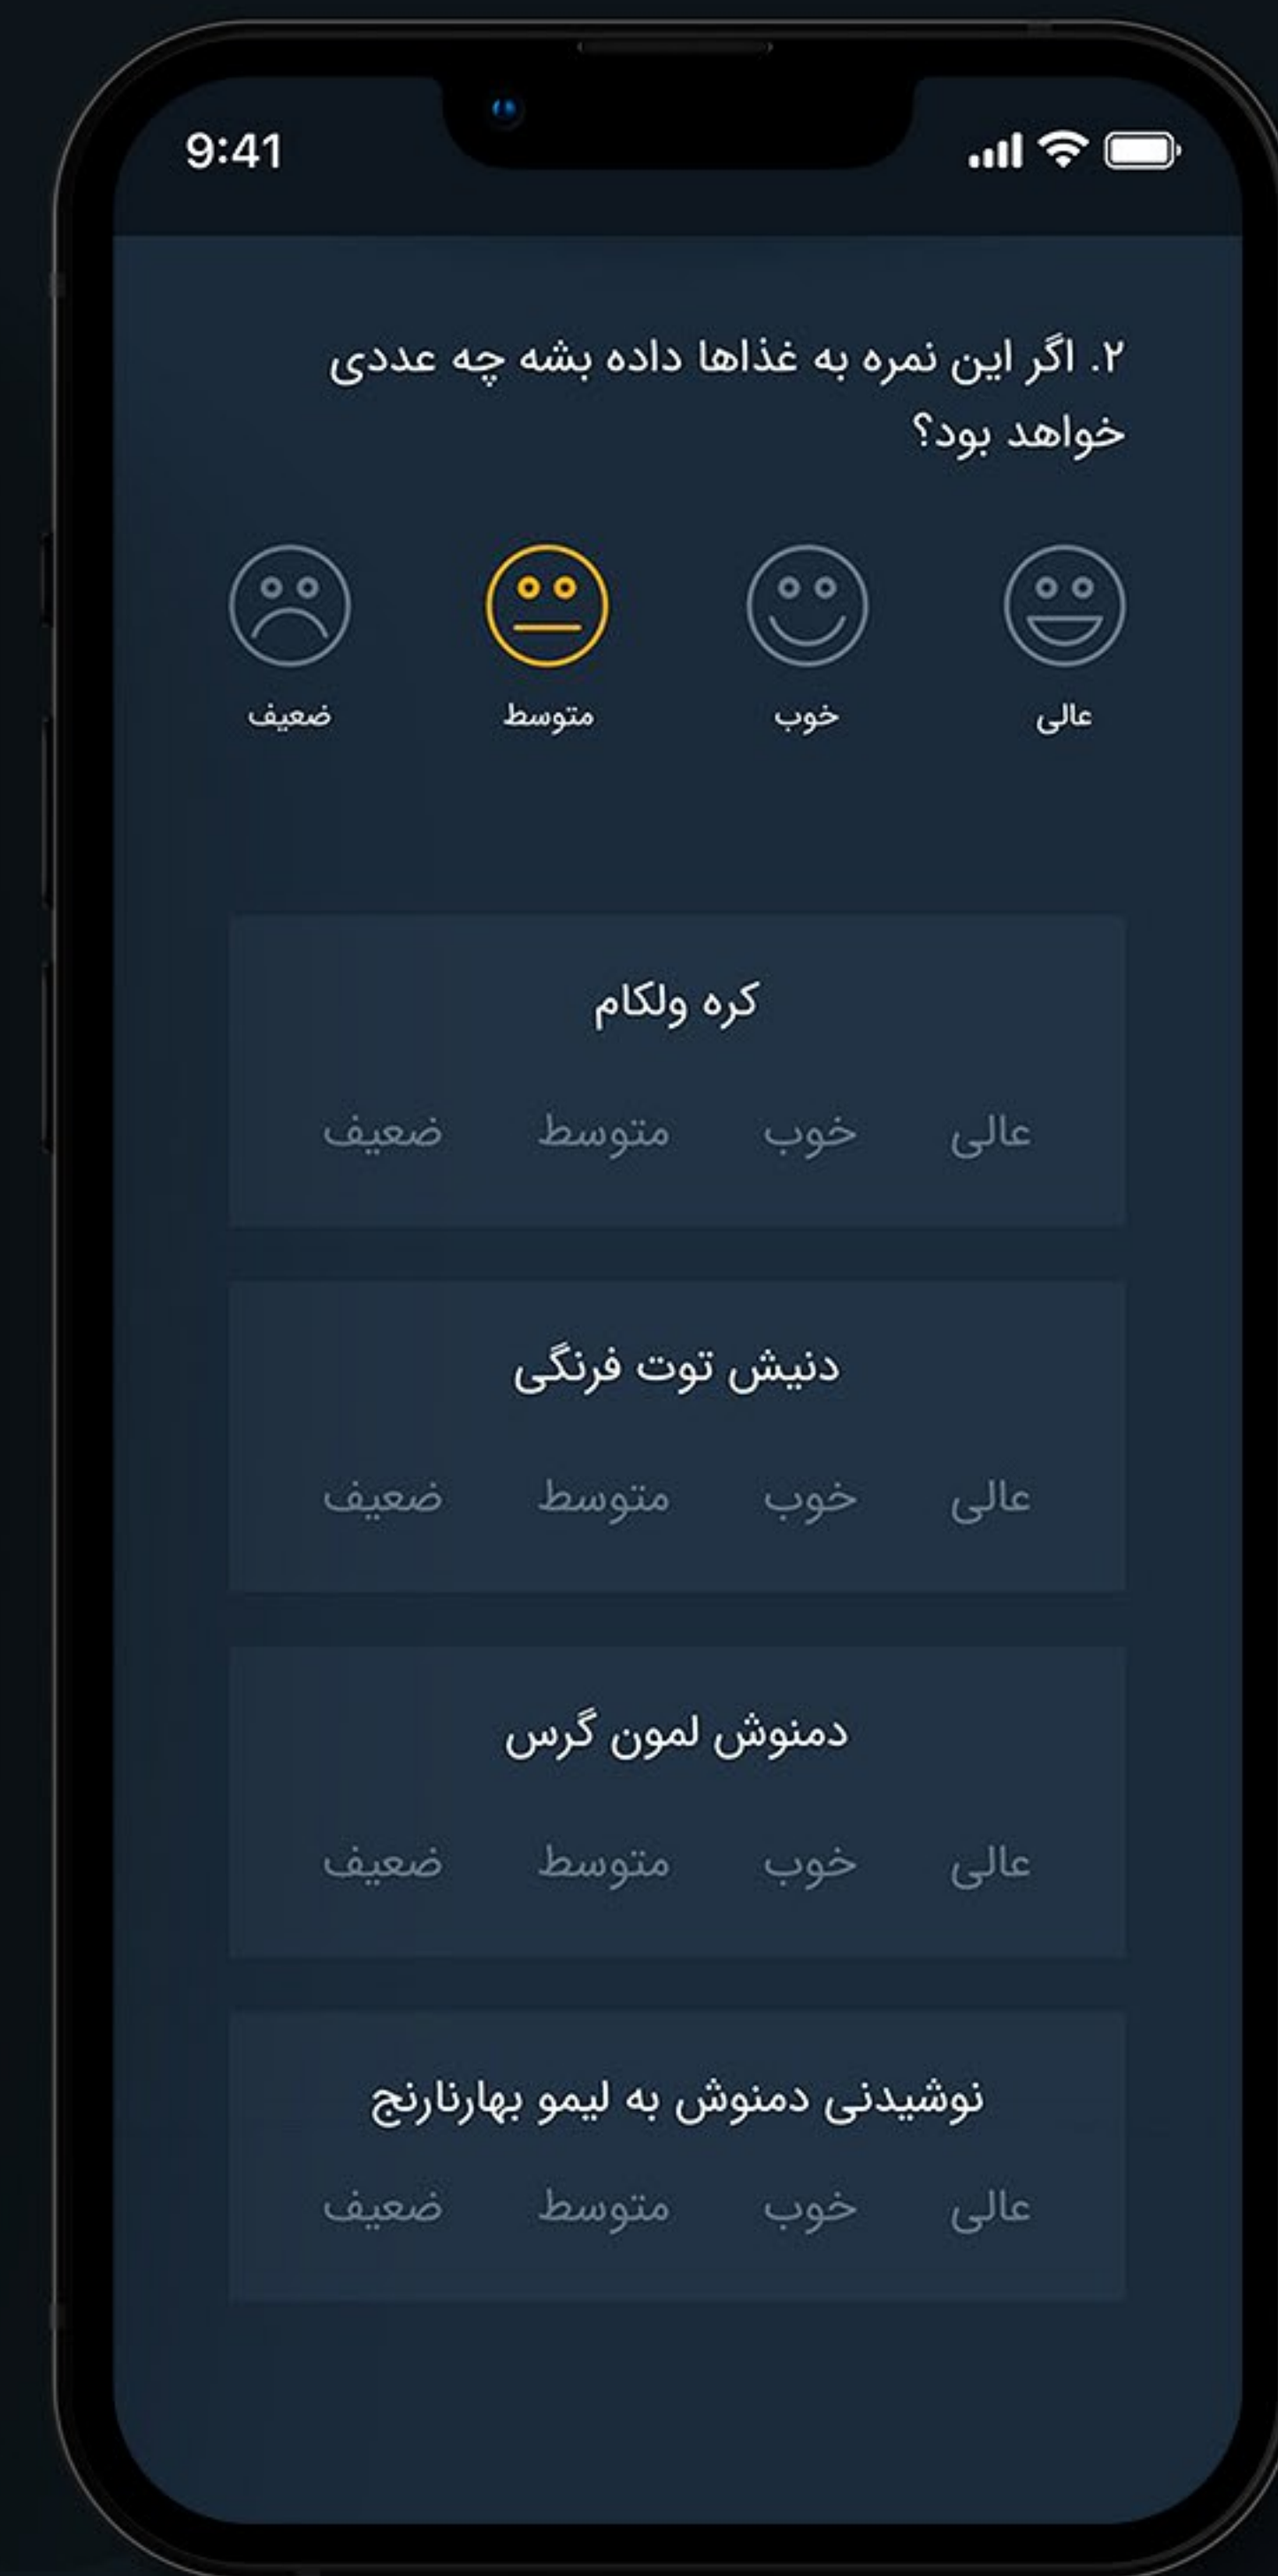 9:41
۲. اگر این نمره به غذاها داده بشه چه عددی
خواهد بود؟
عالی خوب متوسط ضعیف
کره ولکام
عالی خوب متوسط ضعیف
دنیش توت فرنگی
عالی خوب متوسط ضعیف
دمنوش لمون گرس
عالی خوب متوسط ضعیف
نوشیدنی دمنوش به لیمو بهارنارنج
عالی خوب متوسط ضعیف